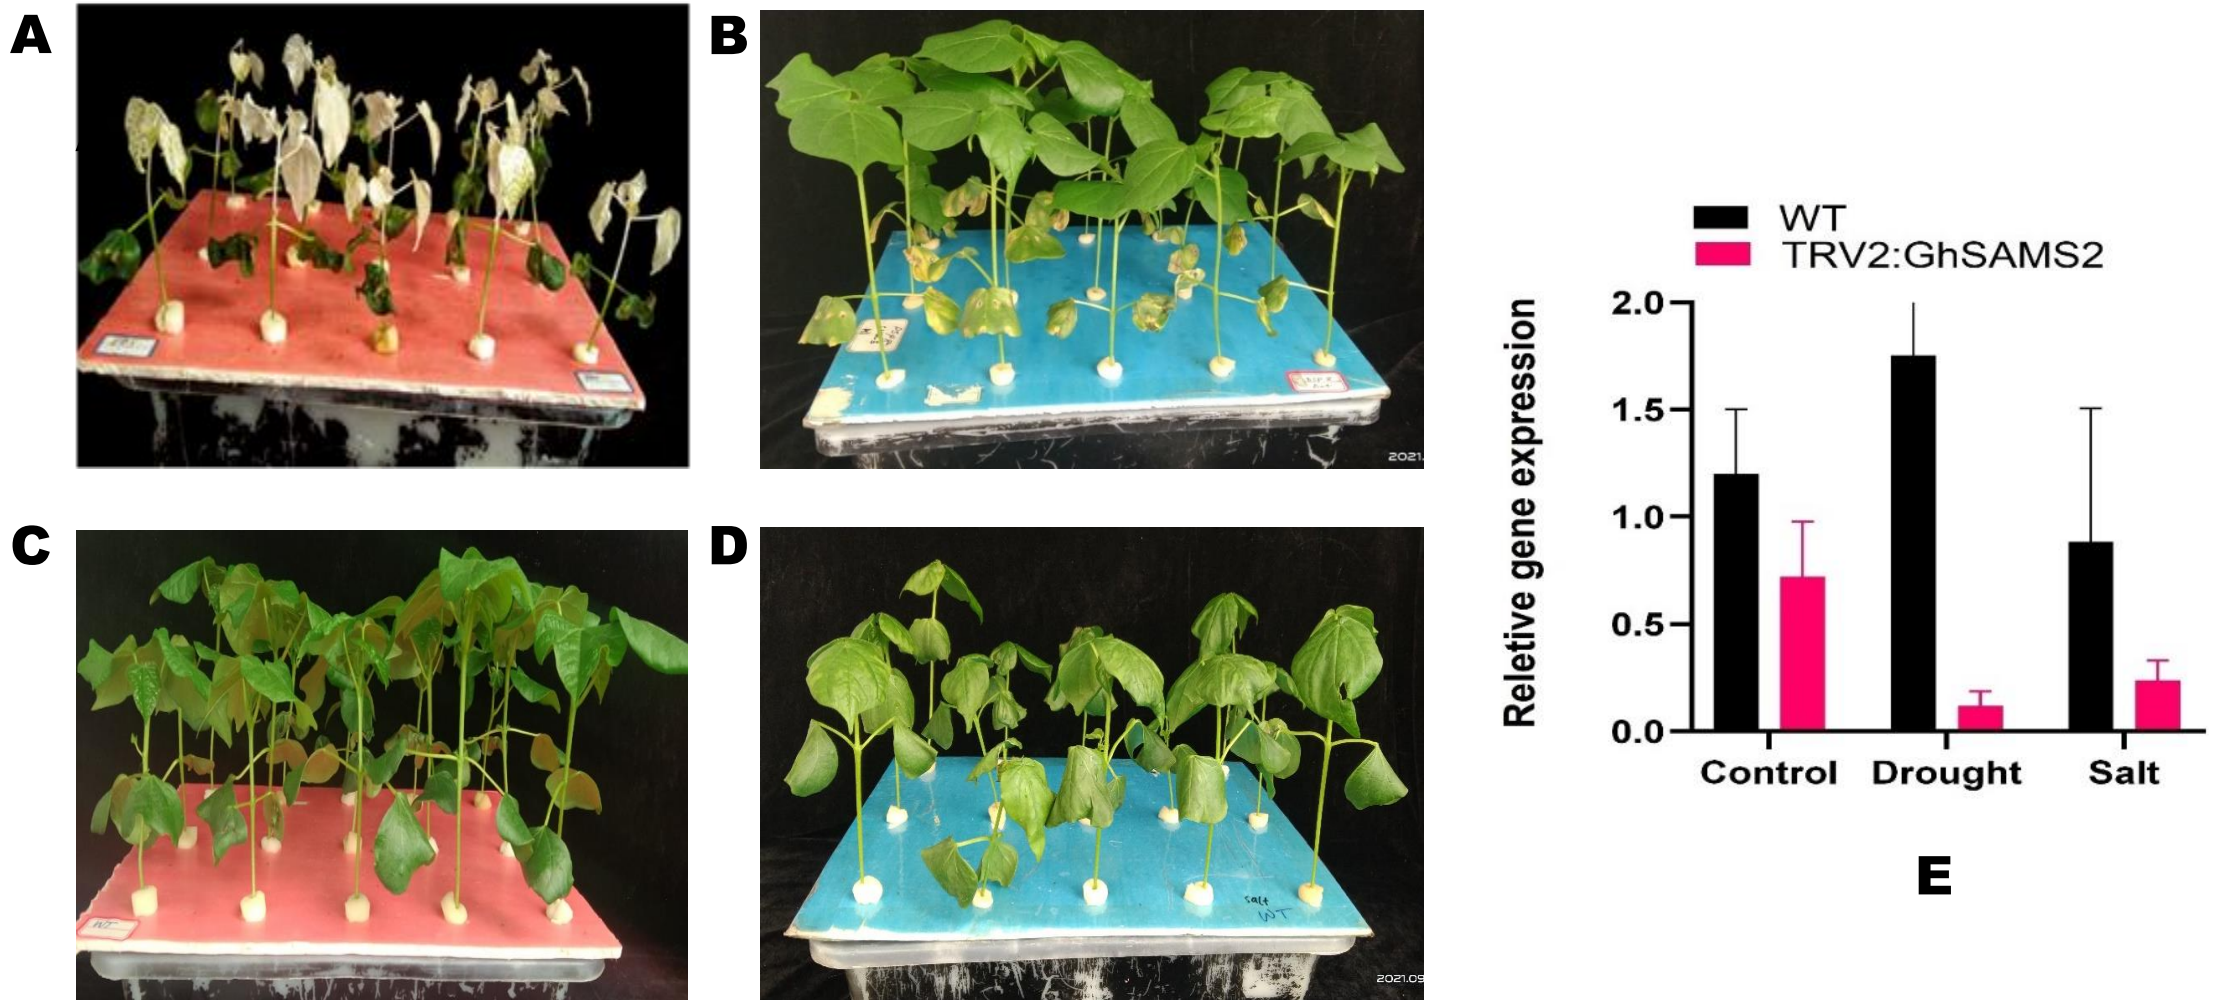 A
B
2021.
C
WT
D
salt
WT
2021.09
WT
TRV2:GhSAMS2
Reletive gene expression
2.0
1.5
1.0
0.5
0.0
Control
Drought
Salt
E